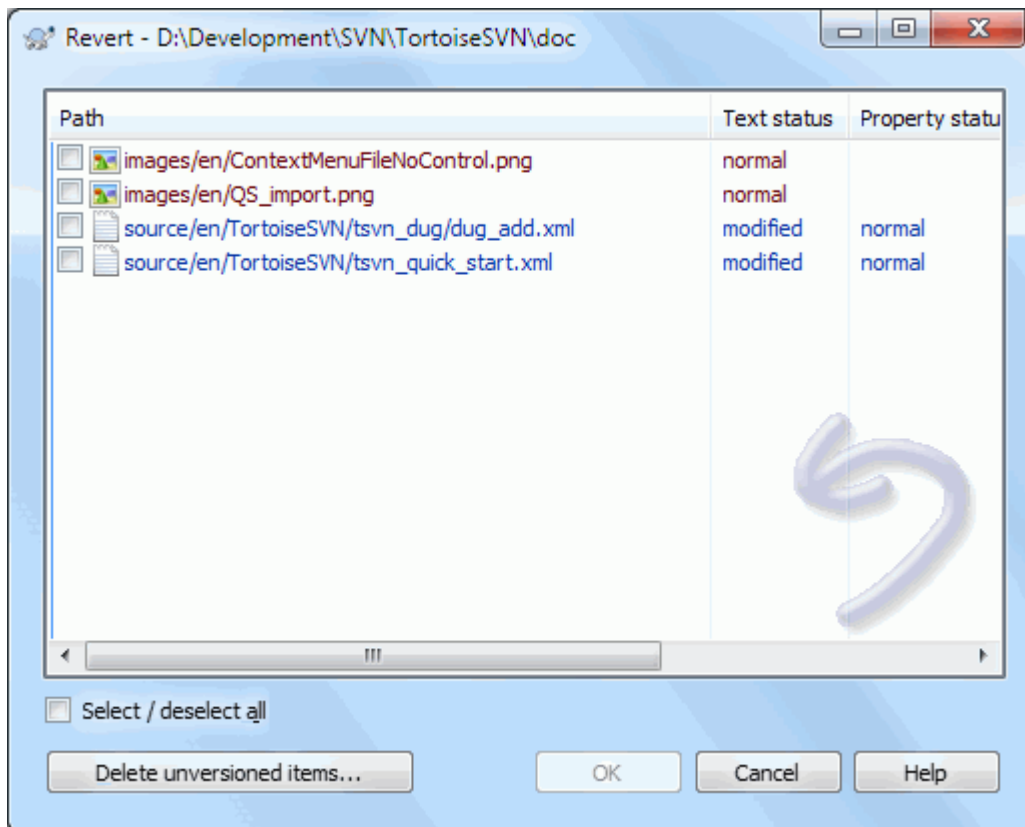 Revert - D:\Development\SVN\TortoiseSVN\doc
Path Text status Property statu
images/en/ContextMenuFileNoControl.png normal
images/en/QS_import.png normal
source/en/TortoiseSVN/tsvn_dug/dug_add.xml modified normal
source/en/TortoiseSVN/tsvn_quick_start.xml modified normal
Select / deselect all
Delete unversioned items... OK Cancel Help